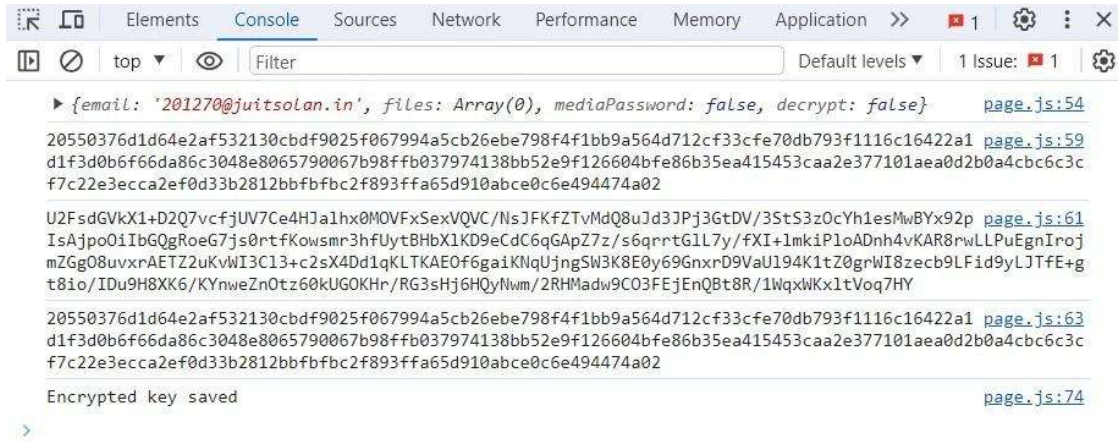 Elements Console Sources Network Performance Memory Application >> 1
top ▼ Filter Default levels ▼ 1 Issue: 1
▶ {email: '201270@juitsolan.in', files: Array(0), mediaPassword: false, decrypt: false} page.js:54
20550376d1d64e2af532130cbdf9025f067994a5cb26ebe798f4f1bb9a564d712cf33cfe70db793f1116c16422a1 page.js:59
d1f3d0b6f66da86c3048e8065790067b98ffb037974138bb52e9f126604bfe86b35ea415453caa2e377101aea0d2b0a4cbc6c3c
f7c22e3ecca2ef0d33b2812bbfbfbc2f893ffa65d910abce0c6e494474a02
U2FsdGVkX1+D2Q7vcfjUV7Ce4HJalhx0MOVFxSexVQVC/NsJFKfZTvMdQ8uJd3JPj3GtDV/3StS3zOcYh1esMwBYx92p page.js:61
IsAjpoOiIbGQgRoeG7js0rtfKowsmr3hfUytBHbXlKD9eCdC6qGApZ7z/s6qrrtGlL7y/fXI+lmkiPloADnh4vKAR8rwLLPuEgnIroj
mZGgO8uvxrAETZ2uKvWI3Cl3+c2sX4Dd1qKLTKAEOf6gaiKNqUjngSW3K8E0y69GnxrD9VaUl94K1tZ0grWI8zecb9LFid9yLJTfE+g
t8io/IDu9H8XK6/KYnweZnOtz60kUGOKHr/RG3sHj6HQyNwm/2RHMadw9CO3FEjEnQBt8R/1WqxWKxltVoq7HY
20550376d1d64e2af532130cbdf9025f067994a5cb26ebe798f4f1bb9a564d712cf33cfe70db793f1116c16422a1 page.js:63
d1f3d0b6f66da86c3048e8065790067b98ffb037974138bb52e9f126604bfe86b35ea415453caa2e377101aea0d2b0a4cbc6c3c
f7c22e3ecca2ef0d33b2812bbfbfbc2f893ffa65d910abce0c6e494474a02
Encrypted key saved page.js:74
>